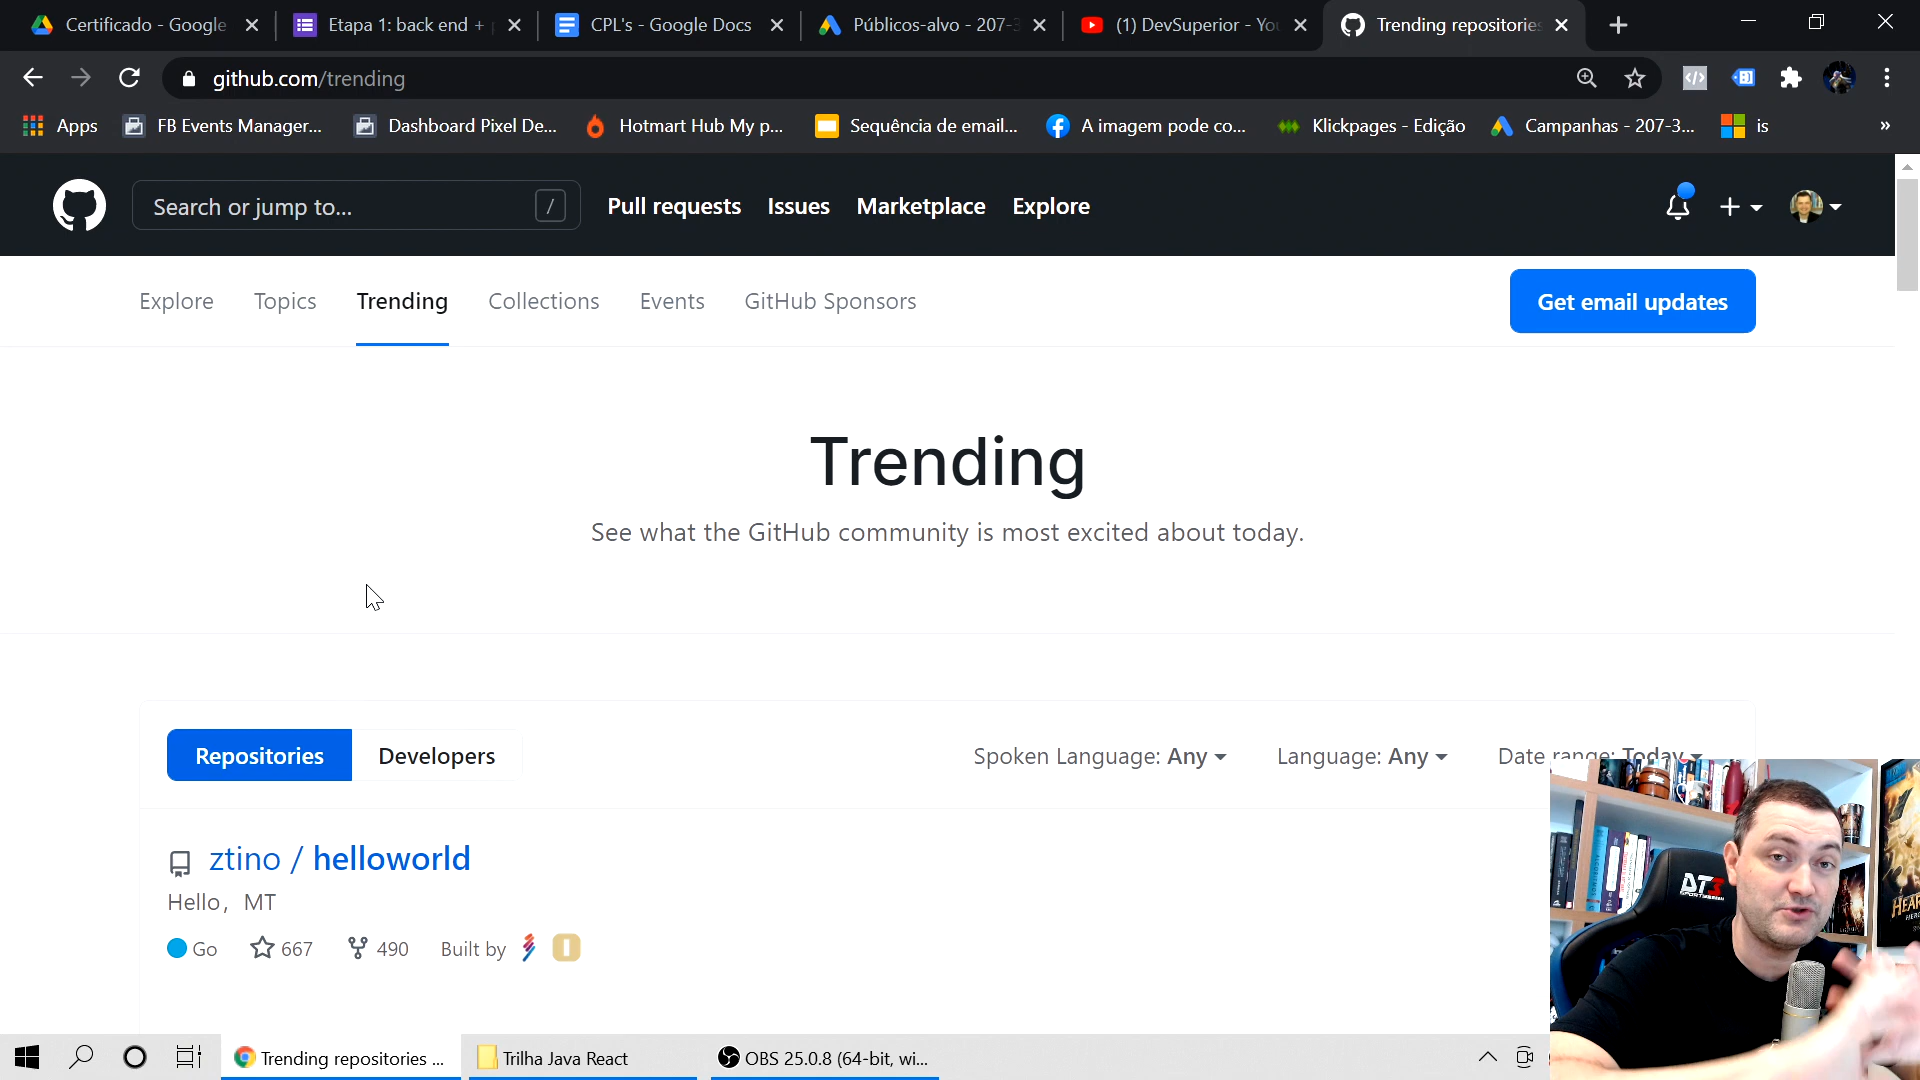 Certificado - Google
Etapa 1: back end +
CPL's - Google Docs
Públicos-alvo - 207-3
(1) DevSuperior - You
Trending repositories
github.com/trending
Apps
FB Events Manager...
Dashboard Pixel De...
Hotmart Hub My p...
Sequência de email...
A imagem pode co...
Klickpages - Edição
Campanhas - 207-3...
is
»
Search or jump to...
/
Pull requests
Issues
Marketplace
Explore
Explore
Topics
Trending
Collections
Events
GitHub Sponsors
Get email updates
Trending
See what the GitHub community is most excited about today.
Repositories
Developers
Spoken Language: Any
Language: Any
Date range: Today
ztino / helloworld
Hello, MT
Go
667
490
Built by
DT3
Trending repositories ...
Trilha Java React
OBS 25.0.8 (64-bit, wi...